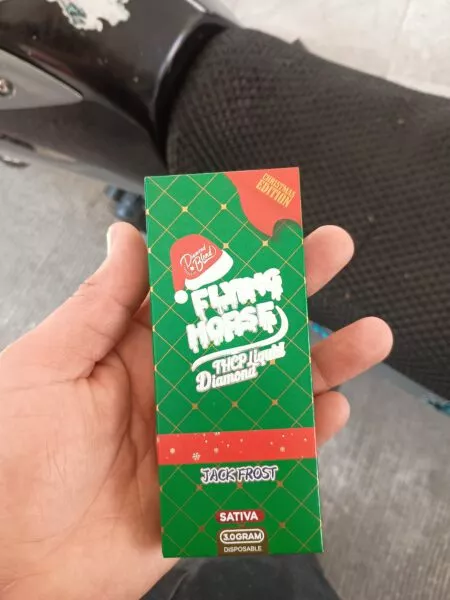 CHRISTMAS
EDITION
Diamond
Blend
FLYING
HORSE
THCP Liquid
Diamond
JACK FROST
SATIVA
3.0GRAM
DISPOSABLE